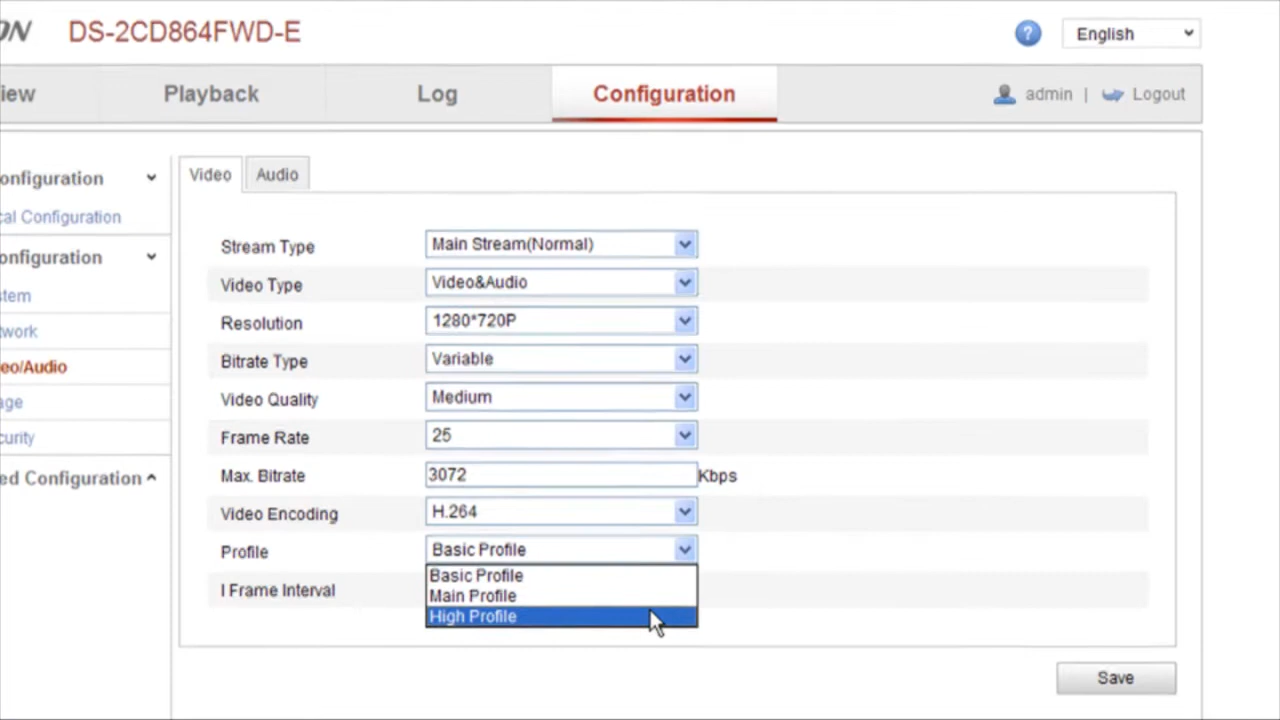 ON DS-2CD864FWD-E ? English
iew Playback Log Configuration admin | Logout
onfiguration
cal Configuration
onfiguration
stem
twork
eo/Audio
age
curity
ed Configuration
Video Audio
Stream Type Main Stream(Normal)
Video Type Video&Audio
Resolution 1280*720P
Bitrate Type Variable
Video Quality Medium
Frame Rate 25
Max. Bitrate 3072 Kbps
Video Encoding H.264
Profile Basic Profile
Basic Profile
Main Profile
High Profile
I Frame Interval
Save